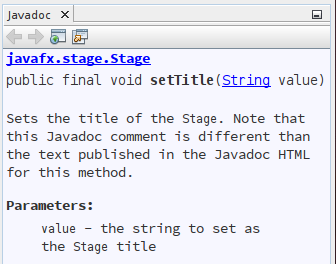 Javadoc
javafx.stage.Stage
public final void setTitle(String value)
Sets the title of the Stage. Note that
this Javadoc comment is different than
the text published in the Javadoc HTML
for this method.
Parameters:
value – the string to set as
the Stage title